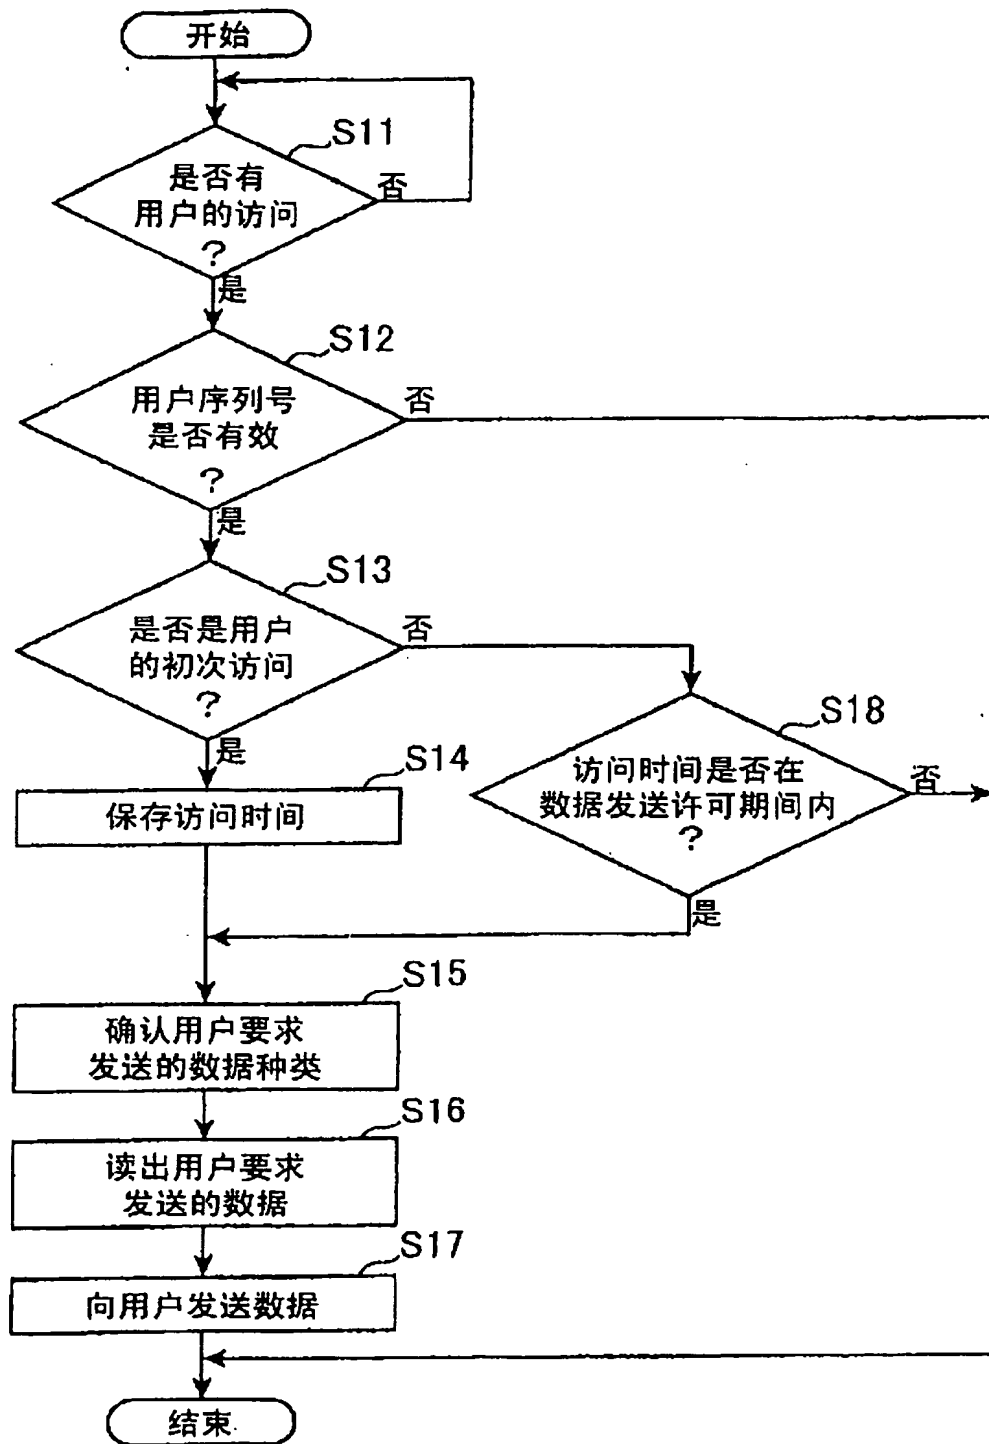 开始
S11
是否有
用户的访问
?
否
是
S12
用户序列号
是否有效
?
否
是
S13
是否是用户
的初次访问
?
否
是
S14
保存访问时间
S18
访问时间是否在
数据发送许可期间内
?
否
是
S15
确认用户要求
发送的数据种类
S16
读出用户要求
发送的数据
S17
向用户发送数据
结束